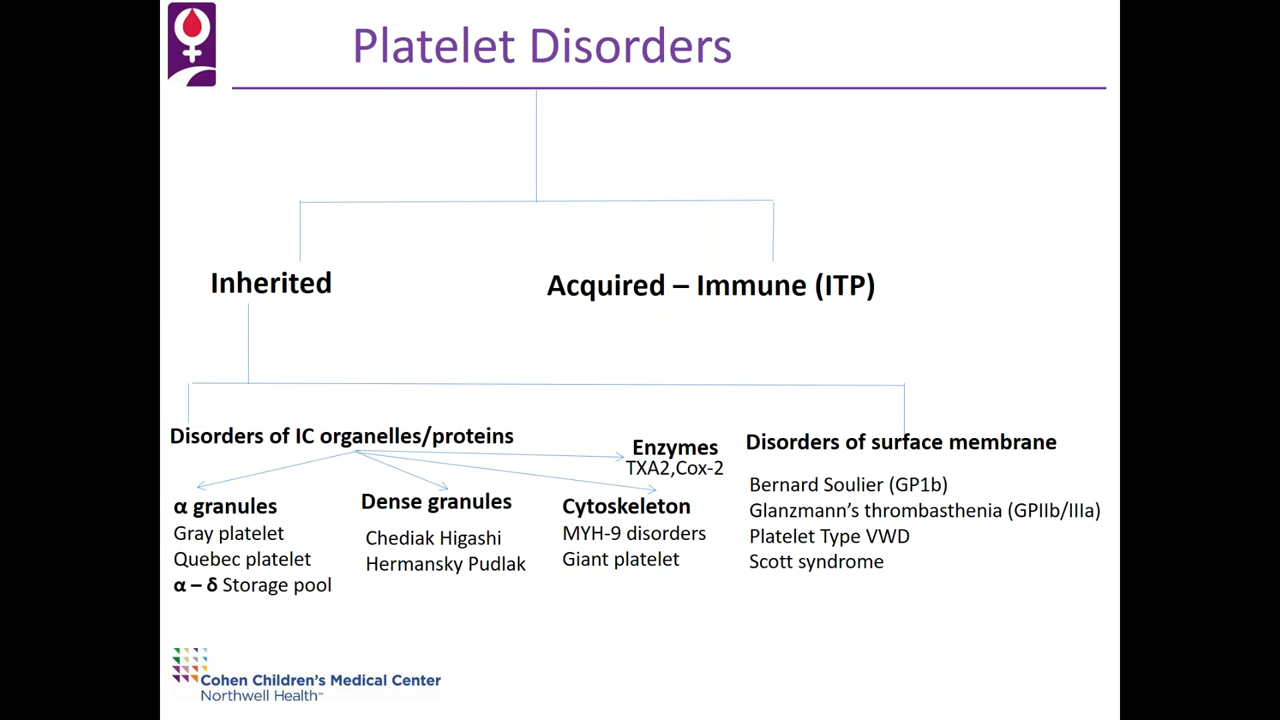 Platelet Disorders
Inherited
Acquired – Immune (ITP)
Disorders of IC organelles/proteins
Enzymes
TXA2,Cox-2
α granules
Gray platelet
Quebec platelet
α – δ Storage pool
Dense granules
Chediak Higashi
Hermansky Pudlak
Cytoskeleton
MYH-9 disorders
Giant platelet
Disorders of surface membrane
Bernard Soulier (GP1b)
Glanzmann’s thrombasthenia (GPIIb/IIIa)
Platelet Type VWD
Scott syndrome
Cohen Children’s Medical Center
Northwell Health℠